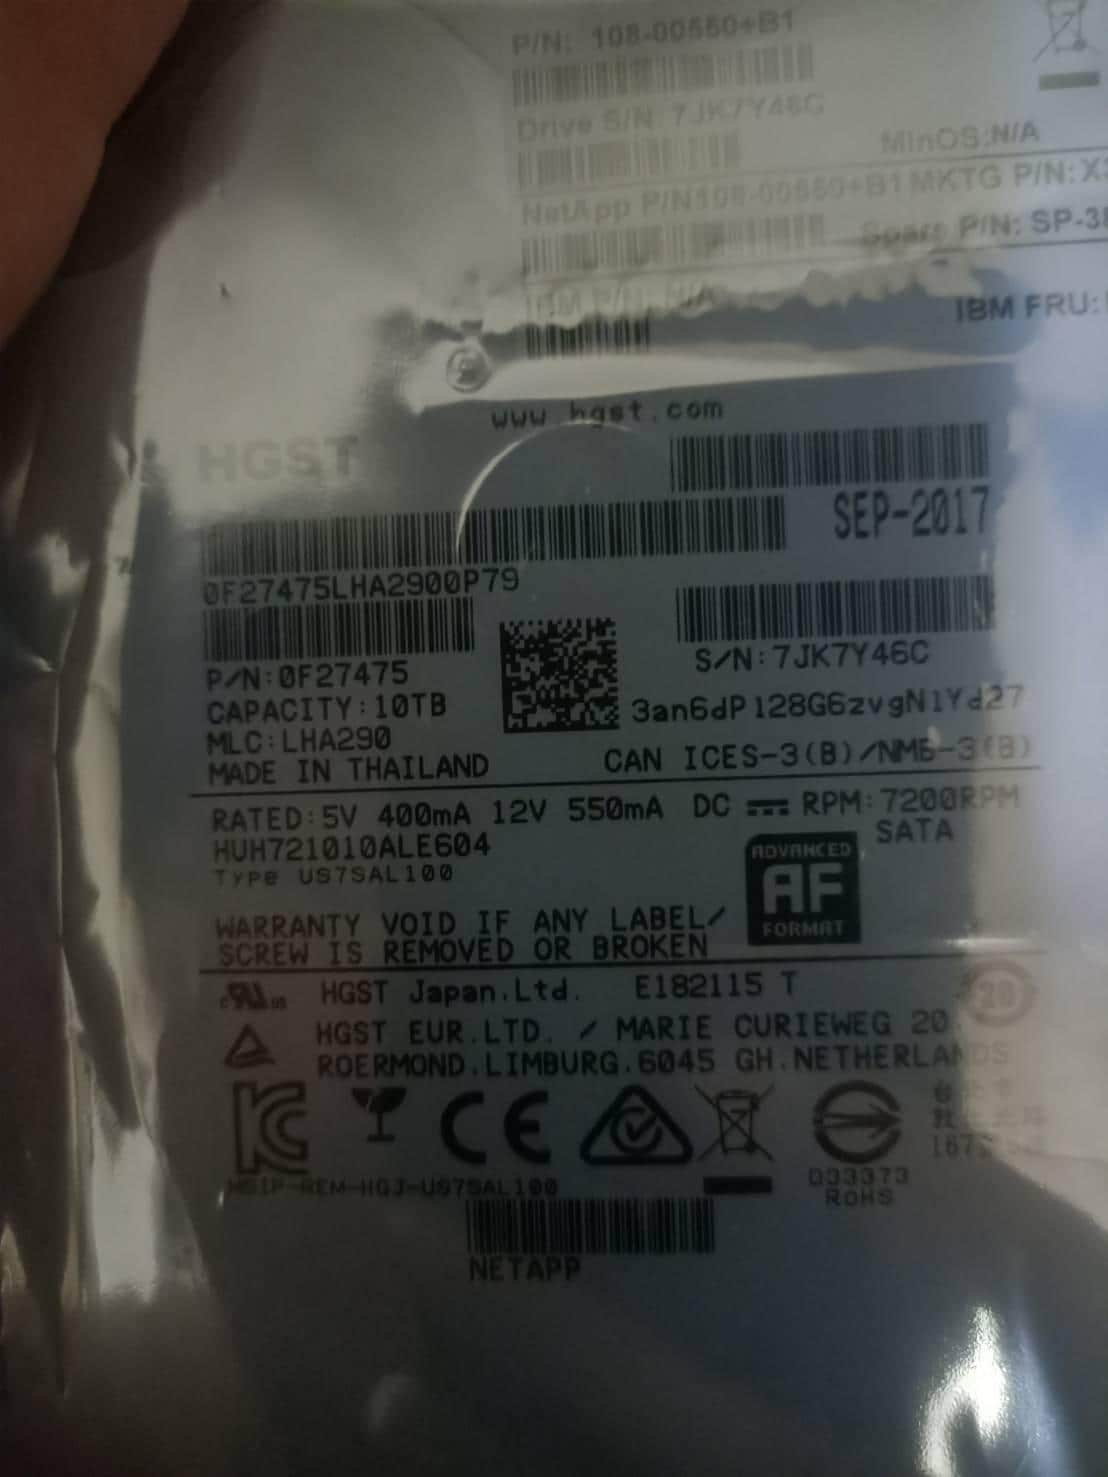 P/N: 108-00550+B1
Drive S/N: 7JK7Y46C
MinOS:N/A
NetApp P/N108-00550+B1 MKTG P/N:
Spare P/N: SP-
IBM P/N: N/A
IBM FRU:
www.hgst.com
HGST
SEP-2017
0F27475LHA2900P79
P/N:0F27475
S/N:7JK7Y46C
CAPACITY:10TB
3an6dP128G6zvgN1Yd27
MLC:LHA290
CAN ICES-3(B)/NMB-3(B)
MADE IN THAILAND
RATED:5V 400mA 12V 550mA DC RPM:7200RPM
HUH721010ALE604
SATA
Type US7SAL100
ADVANCED
AF
FORMAT
WARRANTY VOID IF ANY LABEL/
SCREW IS REMOVED OR BROKEN
HGST Japan.Ltd. E182115 T
20
HGST EUR.LTD. / MARIE CURIEWEG 20
ROERMOND.LIMBURG.6045 GH.NETHERLANDS
CE
D33373
RoHS
MSIP-REM-HGJ-US7SAL100
NETAPP